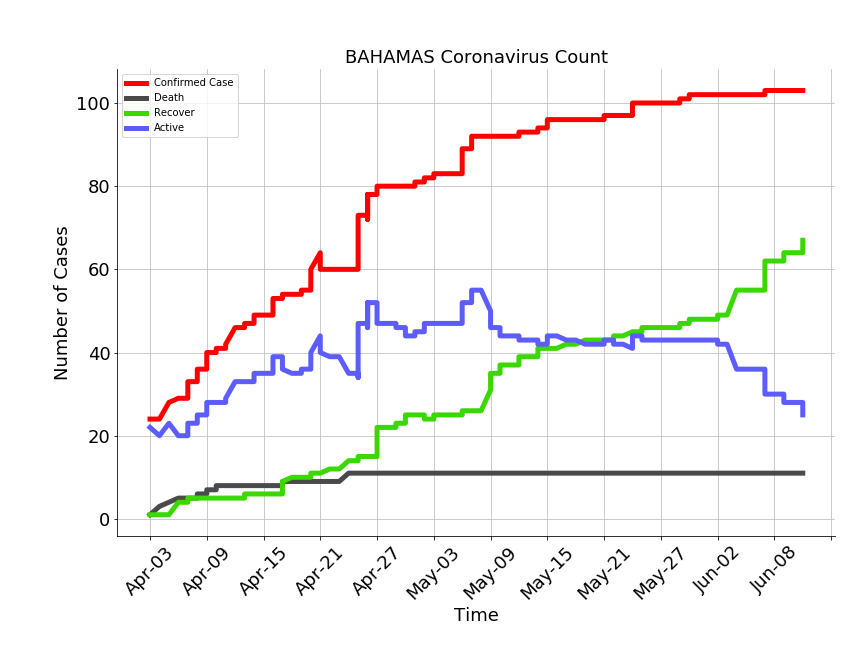 BAHAMAS Coronavirus Count
Confirmed Case
Death
Recover
Active
100
80
60
40
20
0
Number of Cases
Apr-03
Apr-09
Apr-15
Apr-21
Apr-27
May-03
May-09
May-15
May-21
May-27
Jun-02
Jun-08
Time